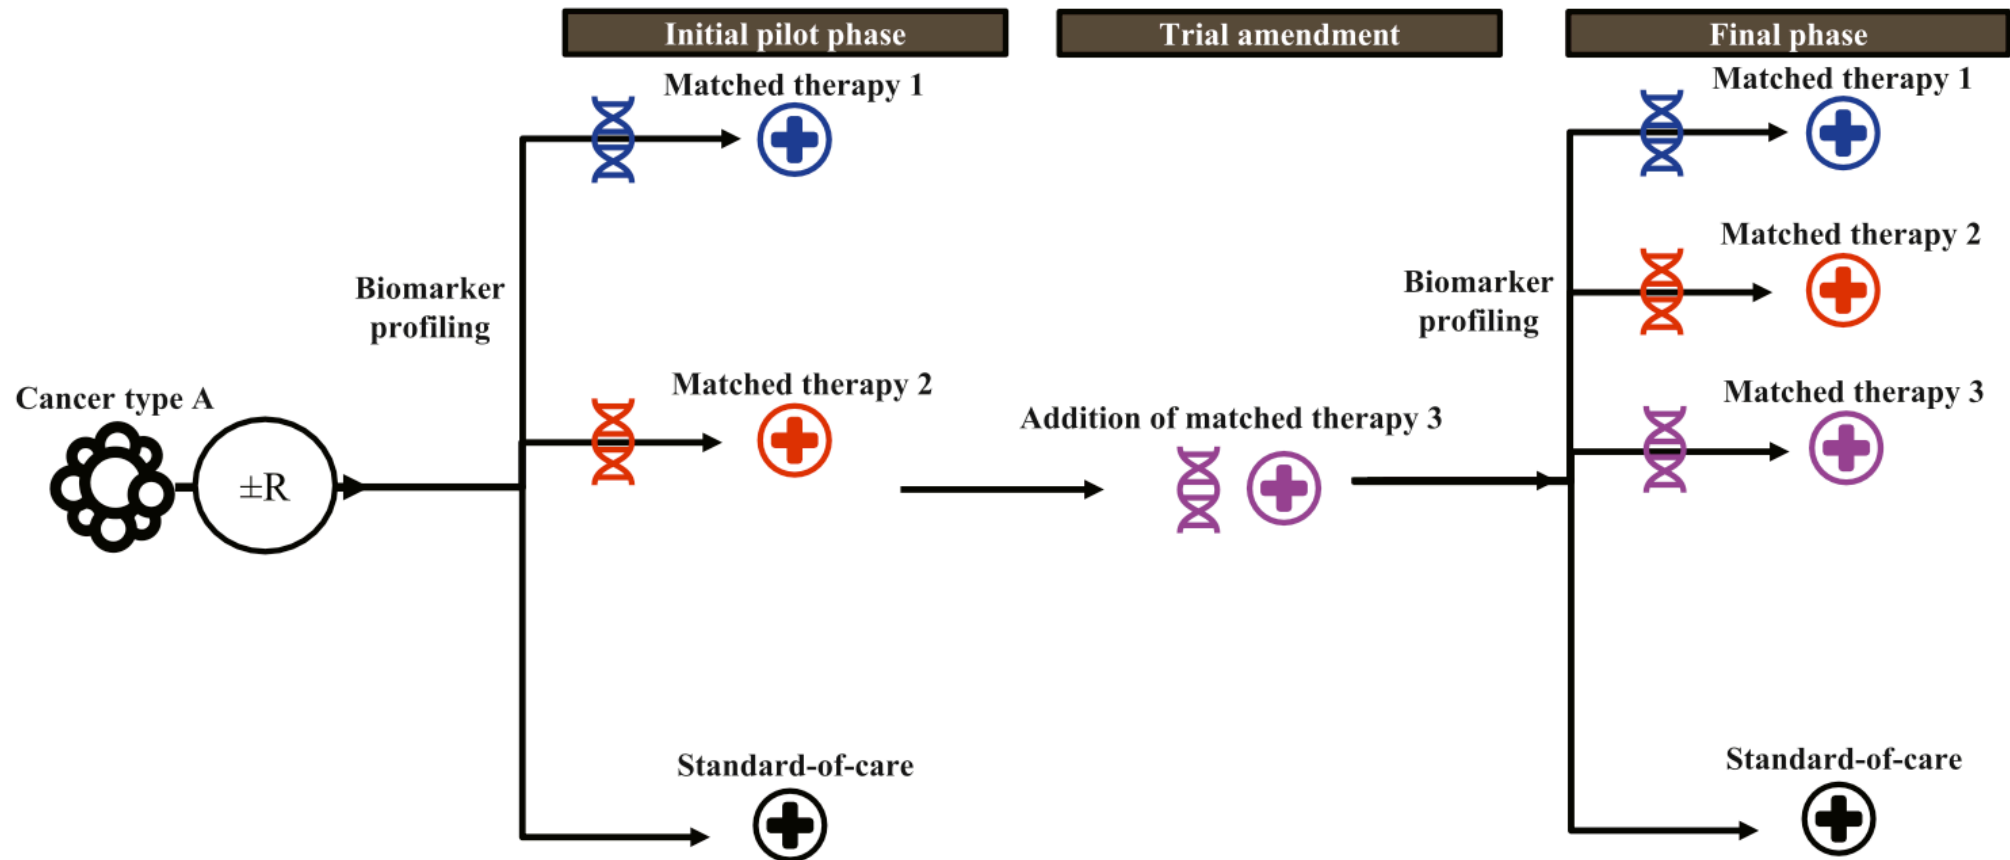 Initial pilot phase
Trial amendment
Final phase
Matched therapy 1
Matched therapy 1
Matched therapy 2
Biomarker
profiling
Biomarker
profiling
Matched therapy 2
Matched therapy 3
Cancer type A
Addition of matched therapy 3
±R
Standard-of-care
Standard-of-care